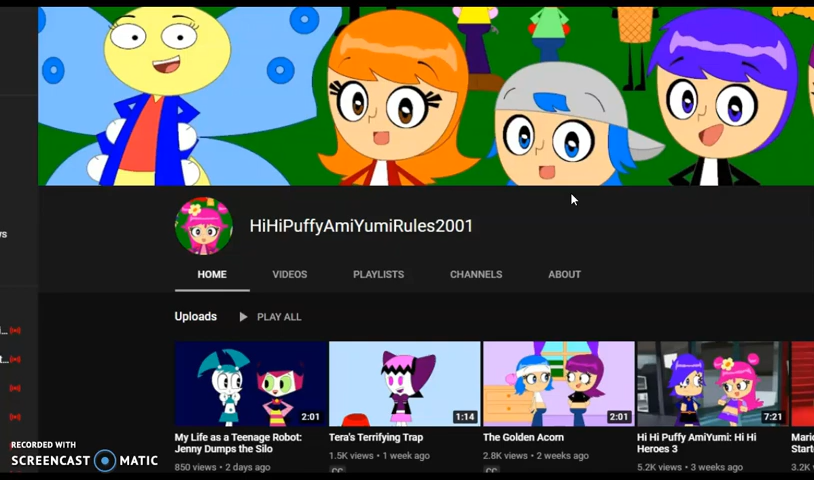 ws
HiHiPuffyAmiYumiRules2001
HOME VIDEOS PLAYLISTS CHANNELS ABOUT
Uploads PLAY ALL
2:01 1:14 2:01 7:21
My Life as a Teenage Robot: Jenny Dumps the Silo
850 views • 2 days ago
Tera's Terrifying Trap
1.5K views • 1 week ago
CC
The Golden Acorn
2.8K views • 2 weeks ago
CC
Hi Hi Puffy AmiYumi: Hi Hi Heroes 3
5.2K views • 3 weeks ago
3.2K
RECORDED WITH
SCREENCAST MATIC